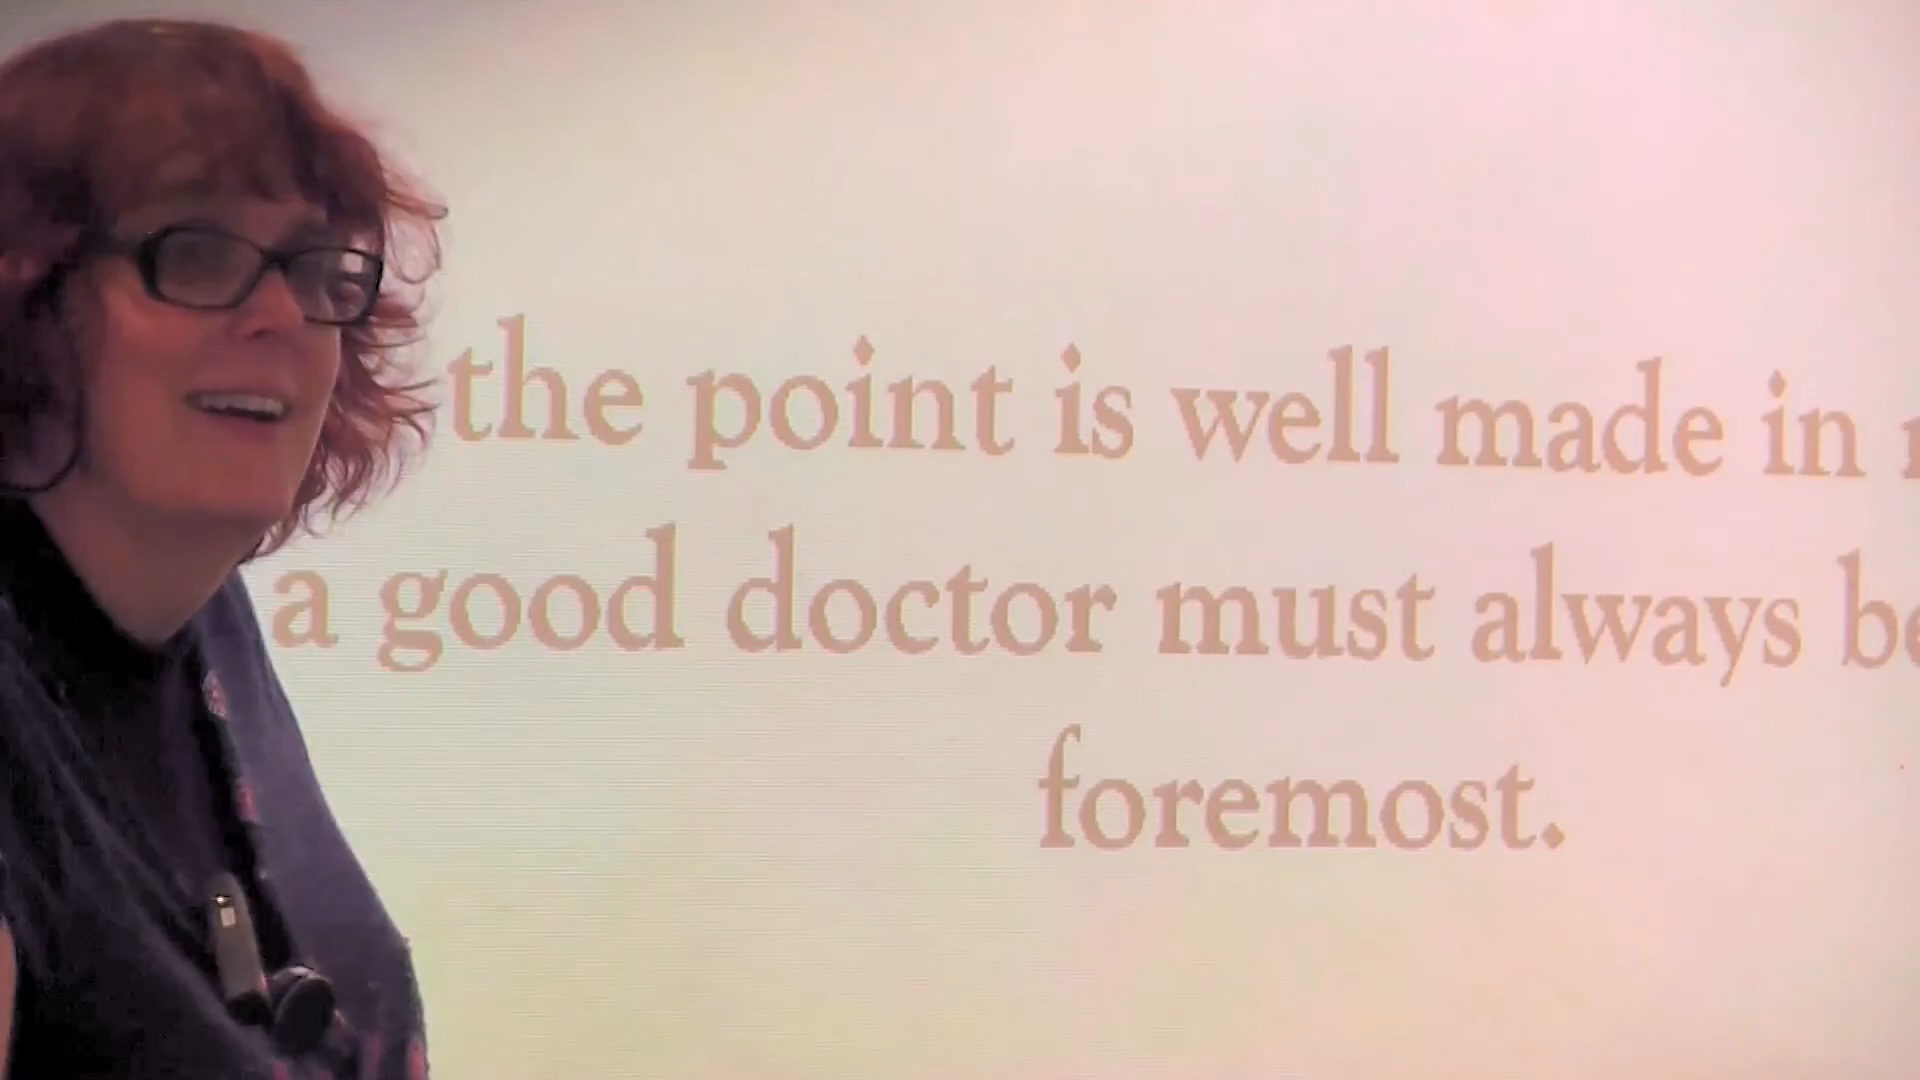 the point is well made in
a good doctor must always
foremost.